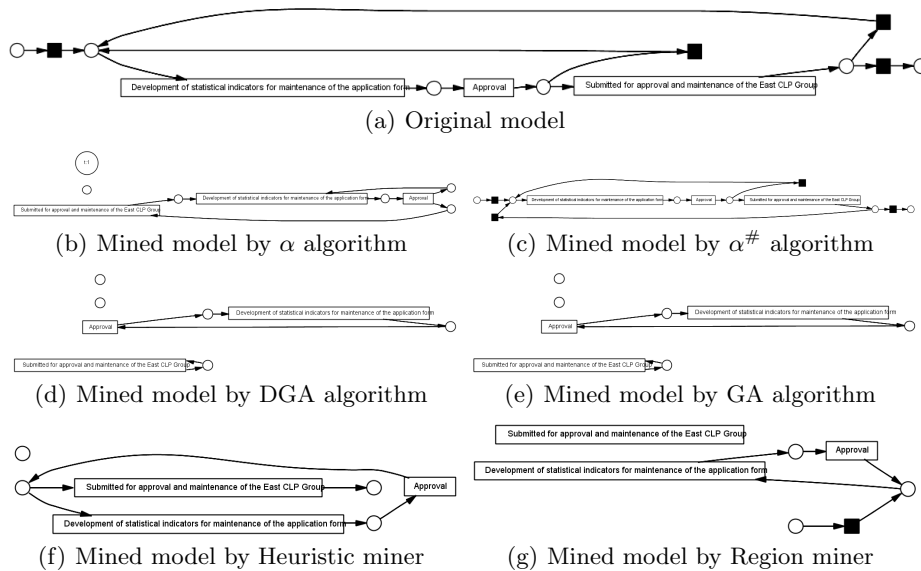 Development of statistical indicators for maintenance of the application form
Approval
Submitted for approval and maintenance of the East CLP Group
(a) Original model
t:1
Development of statistical indicators for maintenance of the application form
Approval
Submitted for approval and maintenance of the East CLP Group
(b) Mined model by α algorithm
Development of statistical indicators for maintenance of the application form
Approval
Submitted for approval and maintenance of the East CLP Group
(c) Mined model by α# algorithm
Development of statistical indicators for maintenance of the application form
Approval
Submitted for approval and maintenance of the East CLP Group
(d) Mined model by DGA algorithm
Development of statistical indicators for maintenance of the application form
Approval
Submitted for approval and maintenance of the East CLP Group
(e) Mined model by GA algorithm
Submitted for approval and maintenance of the East CLP Group
Approval
Development of statistical indicators for maintenance of the application form
(f) Mined model by Heuristic miner
Submitted for approval and maintenance of the East CLP Group
Approval
Development of statistical indicators for maintenance of the application form
(g) Mined model by Region miner